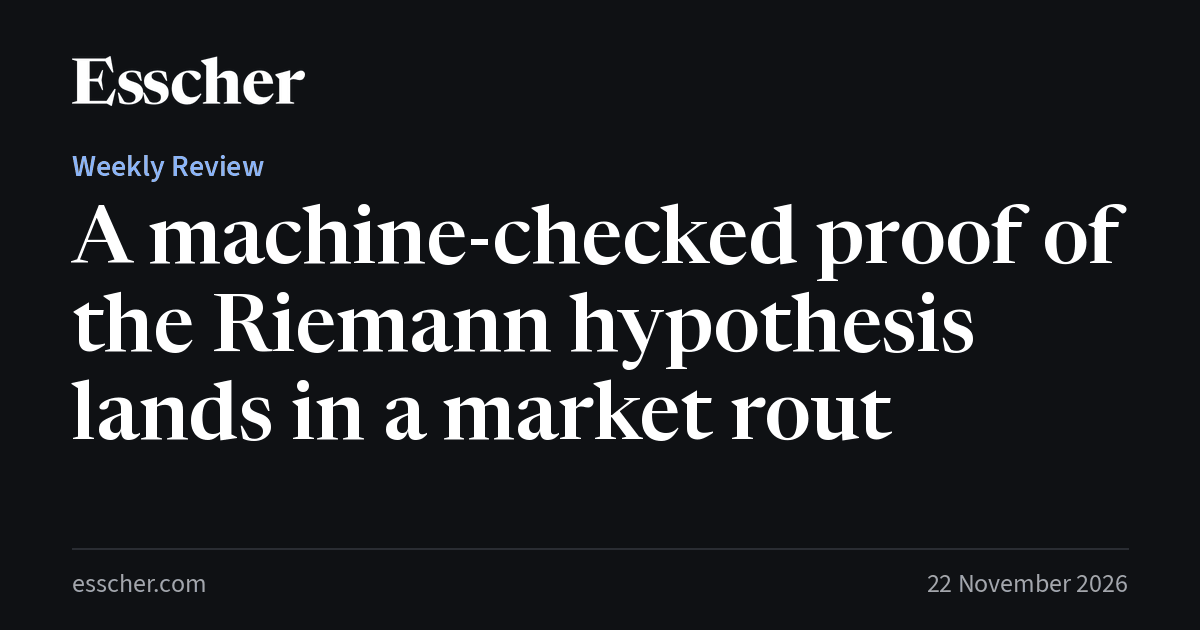 Esscher
Weekly Review
A machine-checked proof of
the Riemann hypothesis
lands in a market rout
esscher.com
22 November 2026